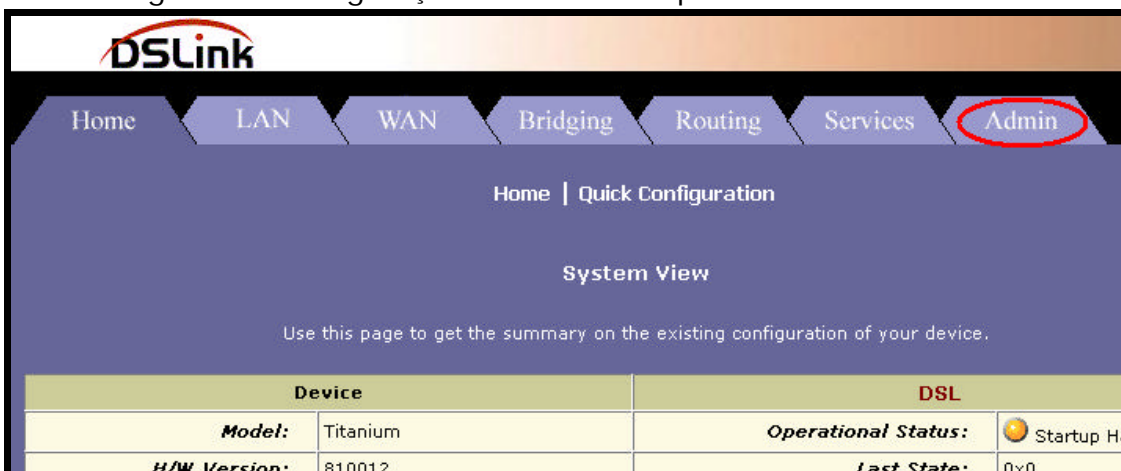 DSLink
Home LAN WAN Bridging Routing Services Admin
Home | Quick Configuration
System View
Use this page to get the summary on the existing configuration of your device.
Device DSL
Model: Titanium Operational Status: Startup
H/W Version: 810012 Last State: 0x0